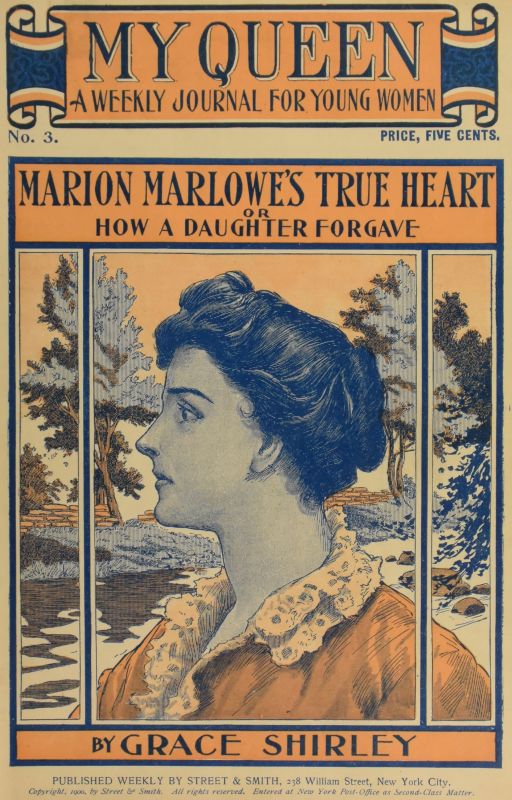 MY QUEEN
A WEEKLY JOURNAL FOR YOUNG WOMEN
No. 3.
PRICE, FIVE CENTS.
MARION MARLOWE'S TRUE HEART
OR
HOW A DAUGHTER FORGAVE
BY GRACE SHIRLEY
PUBLISHED WEEKLY BY STREET & SMITH, 238 William Street, New York City.
Copyright, 1900, by Street & Smith. All rights reserved. Entered at New York Post-Office as Second-Class Matter.